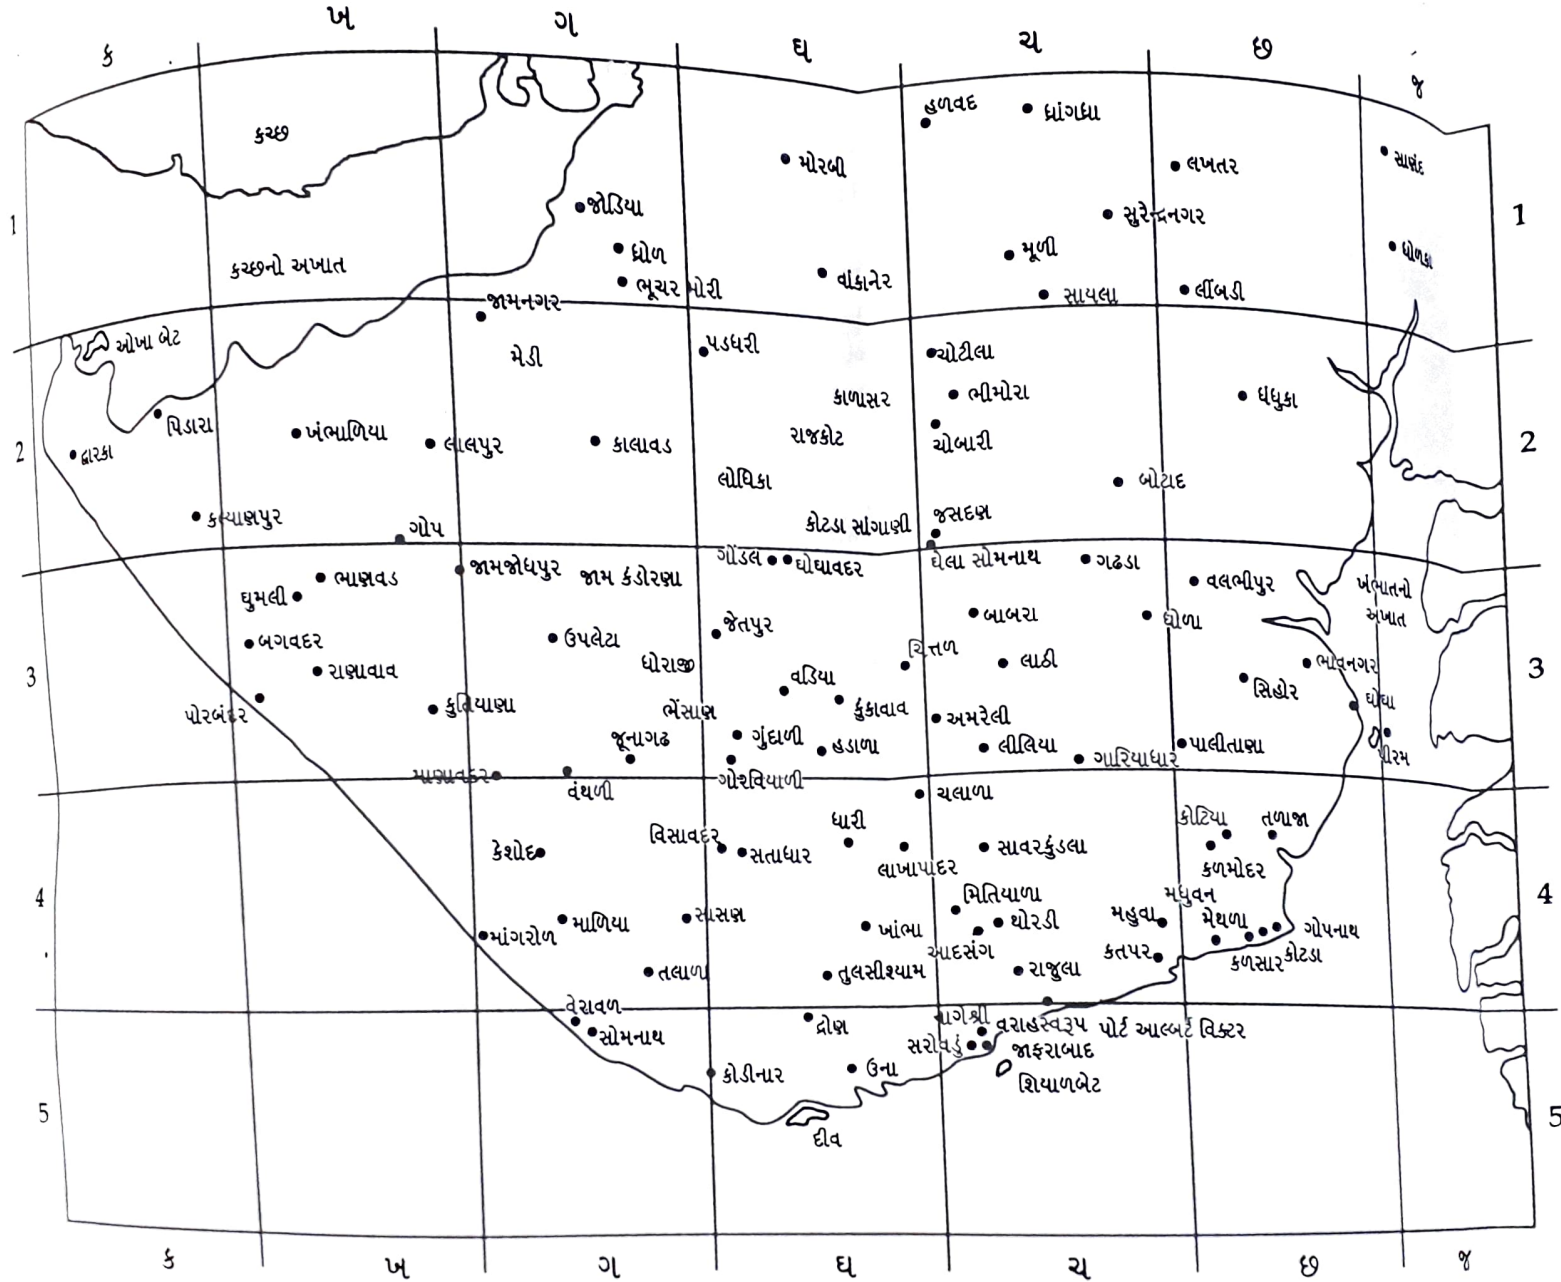 ક
ખ
ગ
ઘ
ચ
છ
જ
1
કચ્છ
કચ્છનો અખાત
હળવદ
ધ્રાંગધ્રા
મોરબી
લખતર
સાણંદ
જોડિયા
સુરેન્દ્રનગર
ધ્રોળ
મૂળી
ધોળકા
ભૂચર મોરી
વાંકાનેર
સાયલા
લીંબડી
જામનગર
1
2
ઓખા બેટ
મેડી
પડધરી
ચોટીલા
કાળાસર
ભીમોરા
ધંધુકા
પિંડારા
દ્વારકા
ખંભાળિયા
લાલપુર
કાલાવડ
રાજકોટ
ચોબારી
લોધિકા
બોટાદ
કલ્યાણપુર
ગોપ
કોટડા સાંગાણી
જસદણ
2
3
ગોંડલ
ઘોઘાવદર
ઘેલા સોમનાથ
ગઢડા
ભાણવડ
જામજોધપુર
જામ કંડોરણા
વલભીપુર
ખંભાતનો
અખાત
ઘુમલી
બાબરા
ધોળા
બગવદર
ઉપલેટા
જેતપુર
ચિત્તળ
રાણાવાવ
ધોરાજી
વડિયા
લાઠી
ભાવનગર
સિહોર
પોરબંદર
કુતિયાણા
ભેંસાણ
કુંકાવાવ
અમરેલી
ઘોઘા
જૂનાગઢ
ગુંદાળી
હડાળા
લીલિયા
ગારિયાધાર
પાલીતાણા
પીરમ
માણાવદર
વંથળી
ગોરવિયાળી
3
4
ચલાળા
કેશોદ
વિસાવદર
સતાધાર
ધારી
લાખાપાદર
સાવરકુંડલા
કોટિયા
તળાજા
કળમોદર
મિતિયાળા
મધુવન
માંગરોળ
માળિયા
સાસણ
ખાંભા
થોરડી
આદસંગ
મહુવા
મેથળા
ગોપનાથ
કતપર
કળસાર
કોટડા
તલાળા
તુલસીશ્યામ
રાજુલા
4
5
વેરાવળ
સોમનાથ
દ્રોણ
નાગેશ્રી
વરાહસ્વરૂપ
પોર્ટ આલ્બર્ટ વિક્ટર
સરોવડું
જાફરાબાદ
કોડીનાર
ઉના
શિયાળબેટ
દીવ
5
ક
ખ
ગ
ઘ
ચ
છ
જ